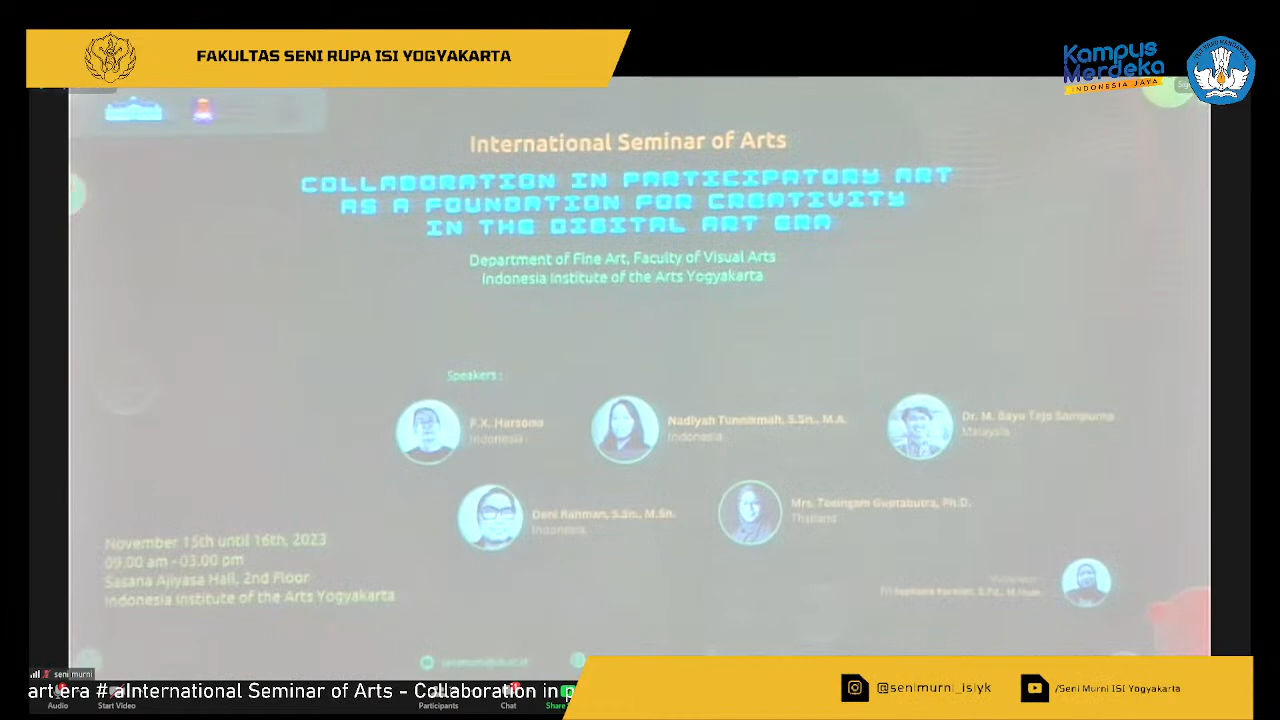 FAKULTAS SENI RUPA ISI YOGYAKARTA
Kampus
Merdeka
INDONESIA JAYA
International Seminar of Arts
COLLABORATION IN PARTICIPATORY ART
AS A FOUNDATION FOR CREATIVITY
IN THE DIGITAL ART ERA
Department of Fine Art, Faculty of Visual Arts
Indonesia Institute of the Arts Yogyakarta
Speakers :
F.X. Harsono
Indonesia
Nadiyah Tunnikmah, S.Sn., M.A.
Indonesia
Dr. M. Bayu Tejo Sampurno
Malaysia
Deni Rahman, S.Sn., M.Sn.
Indonesia
Mrs. Guptabutra, Ph.D.
Thailand
November 15th until 16th, 2023
09.00 am - 03.00 pm
Sasana Ajiyasa Hall, 2nd Floor
Indonesia Institute of the Arts Yogyakarta
seni murni
art era # aInternational Seminar of Arts - Collaboration in p
Audio
Start Video
Participants
Chat
Share
@senimurni_isiyk
/Seni Murni ISI Yogyakarta